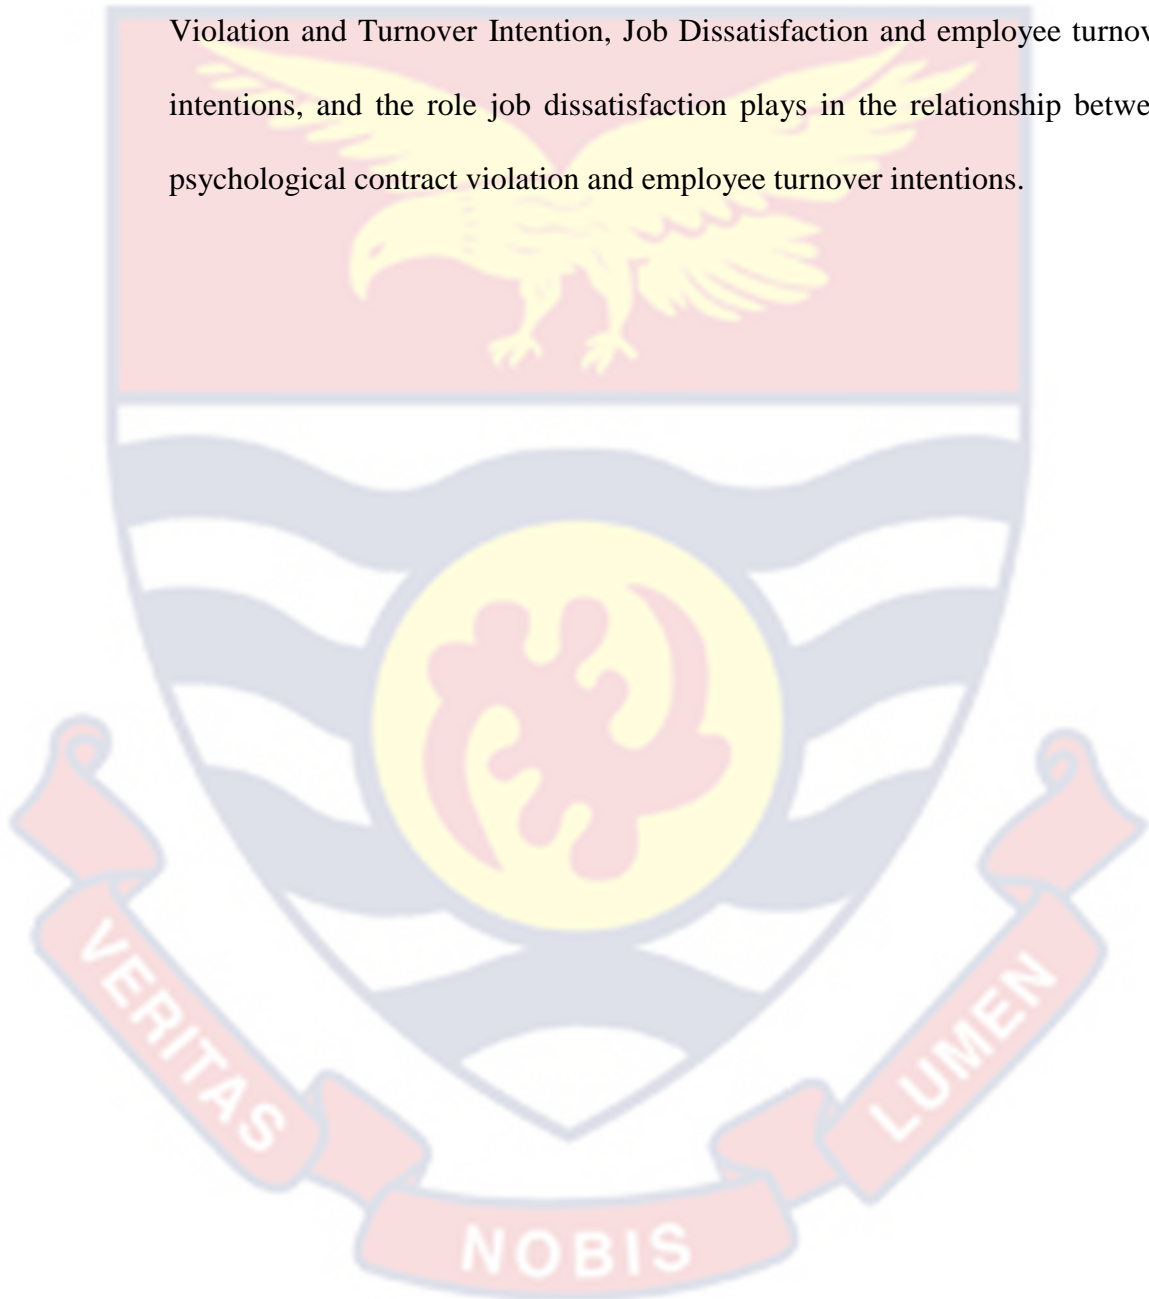 Violation and Turnover Intention, Job Dissatisfaction and employee turnov
intentions, and the role job dissatisfaction plays in the relationship betwe
psychological contract violation and employee turnover intentions.
VERITAS
NOBIS
LUMEN